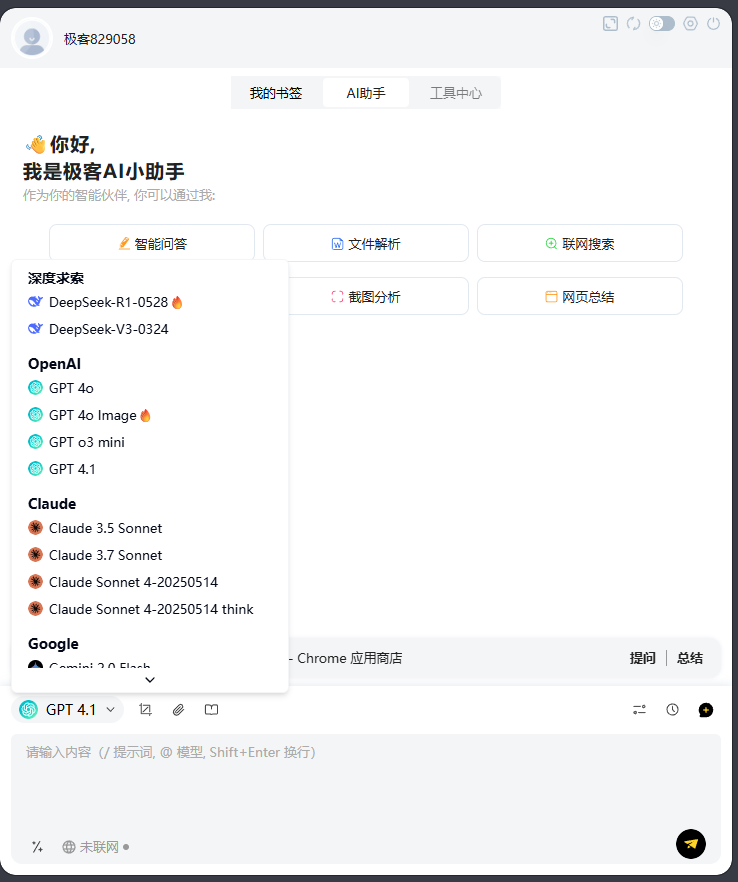 极客829058
我的书签 AI助手 工具中心
你好,
我是极客AI小助手
作为你的智能伙伴, 你可以通过我:
智能问答 文件解析 联网搜索
截图分析 网页总结
深度求索
DeepSeek-R1-0528
DeepSeek-V3-0324
OpenAI
GPT 4o
GPT 4o Image
GPT o3 mini
GPT 4.1
Claude
Claude 3.5 Sonnet
Claude 3.7 Sonnet
Claude Sonnet 4-20250514
Claude Sonnet 4-20250514 think
Google
Gemini 2.0 Flash
- Chrome 应用商店 提问 总结
GPT 4.1
请输入内容（/ 提示词, @ 模型, Shift+Enter 换行）
未联网